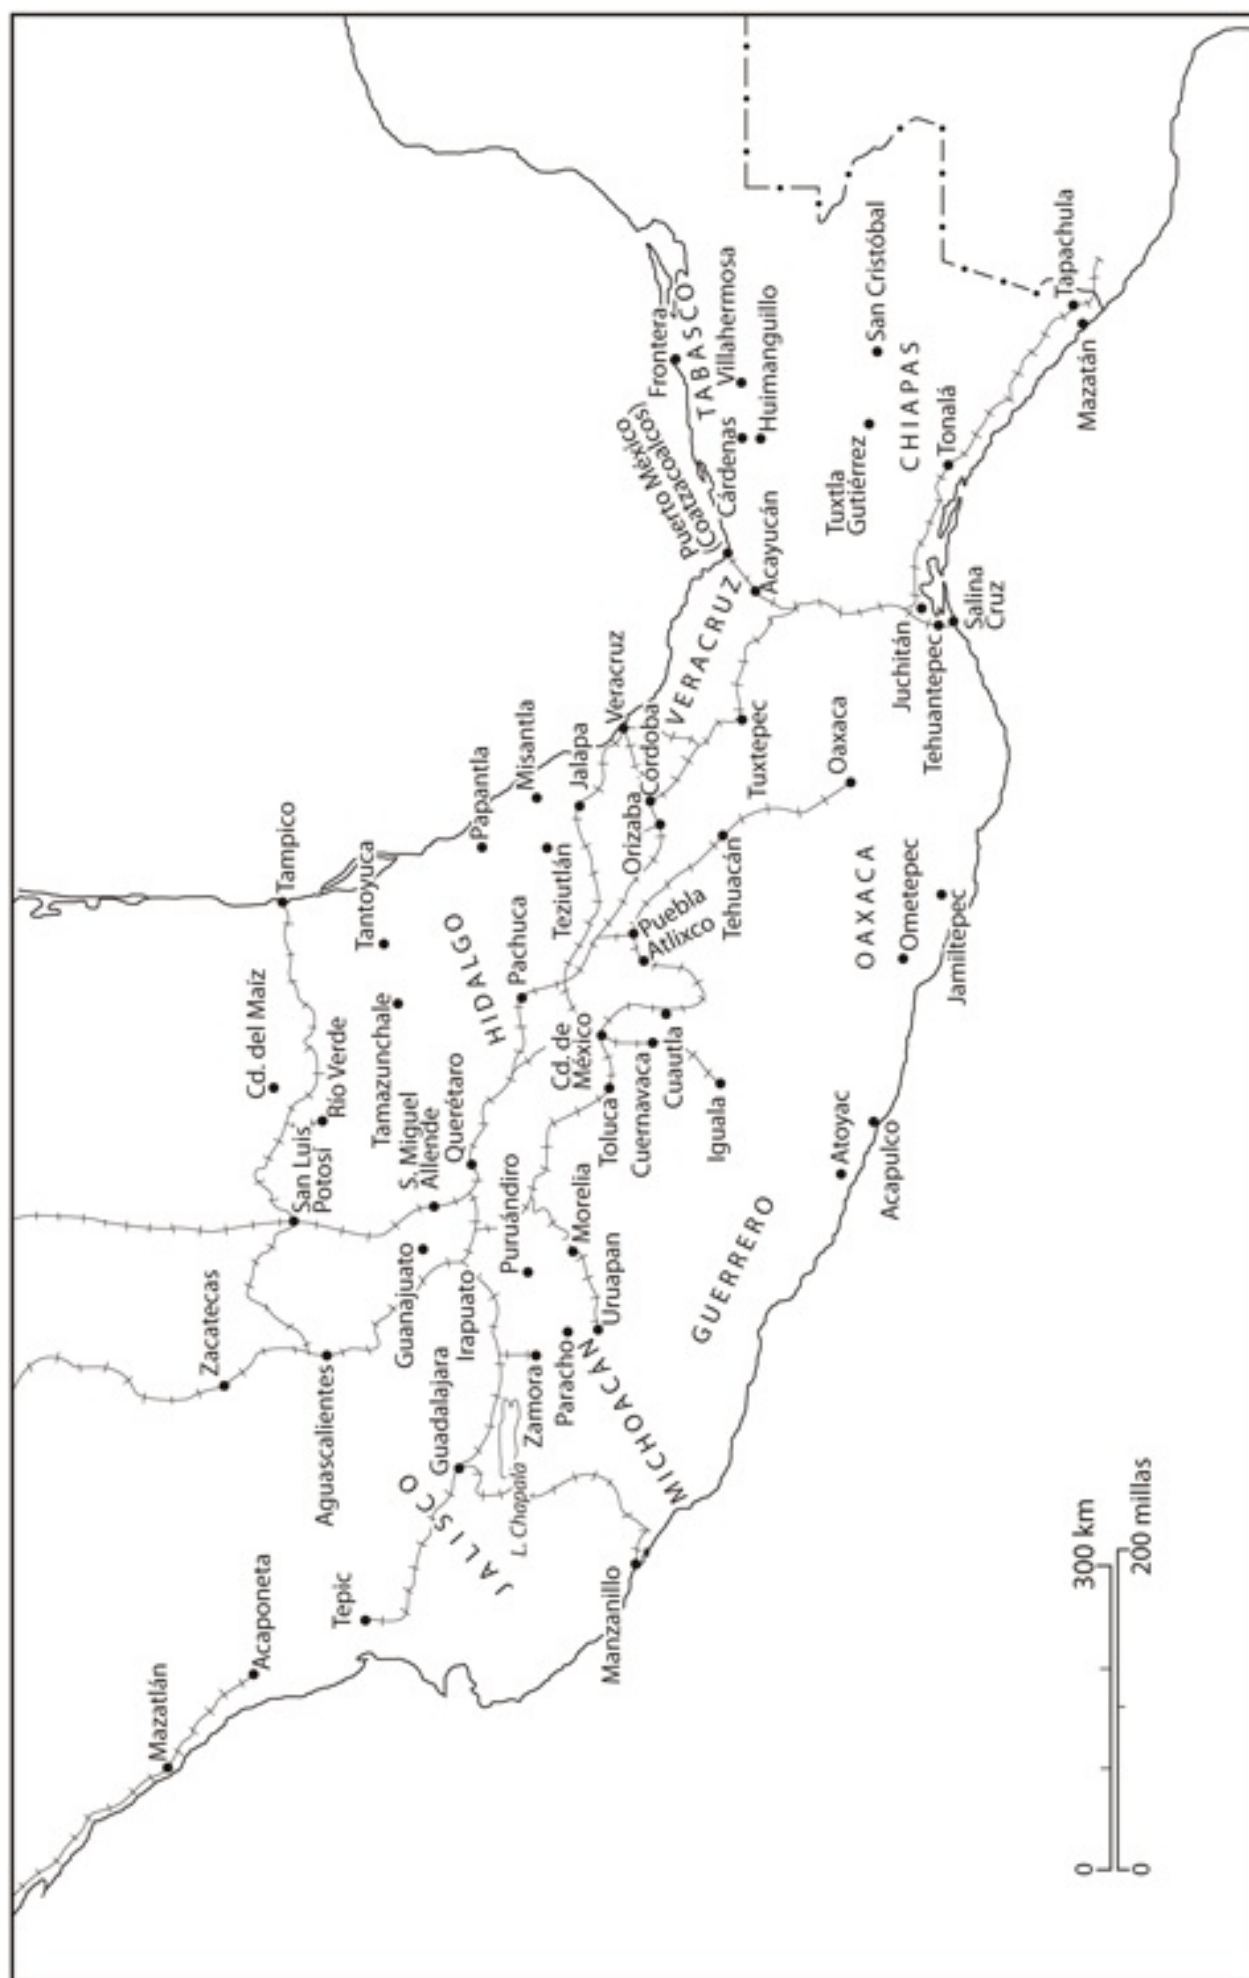 Mazatlán
Acaponeta
Tepic
Zacatecas
Aguascalientes
San Luis
Potosí
Cd. del Maíz
Río Verde
Tampico
Tantoyuca
Tamazunchale
S. Miguel
Allende
Querétaro
Guanajuato
Irapuato
Guadalajara
JALISCO
L. Chapala
Zamora
Puruándiro
Paracho
Morelia
Uruapan
MICHOACÁN
Manzanillo
HIDALGO
Pachuca
Papantla
Misantla
Teziutlán
Jalapa
Veracruz
VERACRUZ
Córdoba
Orizaba
Puebla
Atlixco
Tehuacán
Cd. de
México
Toluca
Cuernavaca
Cuautla
Iguala
GUERRERO
Atoyac
Acapulco
OAXACA
Ometepec
Jamiltepec
Oaxaca
Tuxtepec
Puerto México
(Coatzacoalcos)
Acayucán
Frontera
TABASCO
Cárdenas
Villahermosa
Huimanguillo
Tuxtla
Gutiérrez
San Cristóbal
CHIAPAS
Juchitán
Tehuantepec
Salina
Cruz
Tonalá
Tapachula
Mazatán
0 300 km
0 200 millas